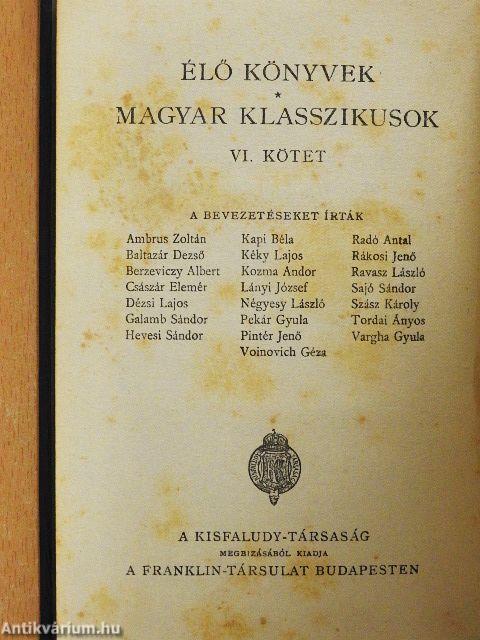 ÉLŐ KÖNYVEK
*
MAGYAR KLASSZIKUSOK
VI. KÖTET
A BEVEZETÉSEKET ÍRTÁK
Ambrus Zoltán
Baltazár Dezső
Berzeviczy Albert
Császár Elemér
Dézsi Lajos
Galamb Sándor
Hevesi Sándor
Kapi Béla
Kéky Lajos
Kozma Andor
Lányi József
Négyesy László
Pekár Gyula
Pintér Jenő
Voinovich Géza
Radó Antal
Rákosi Jenő
Ravasz László
Sajó Sándor
Szász Károly
Tordai Ányos
Vargha Gyula
A KISFALUDY-TÁRSASÁG
MEGBIZÁSÁBÓL KIADJA
A FRANKLIN-TÁRSULAT BUDAPESTEN
Antikvárium.hu